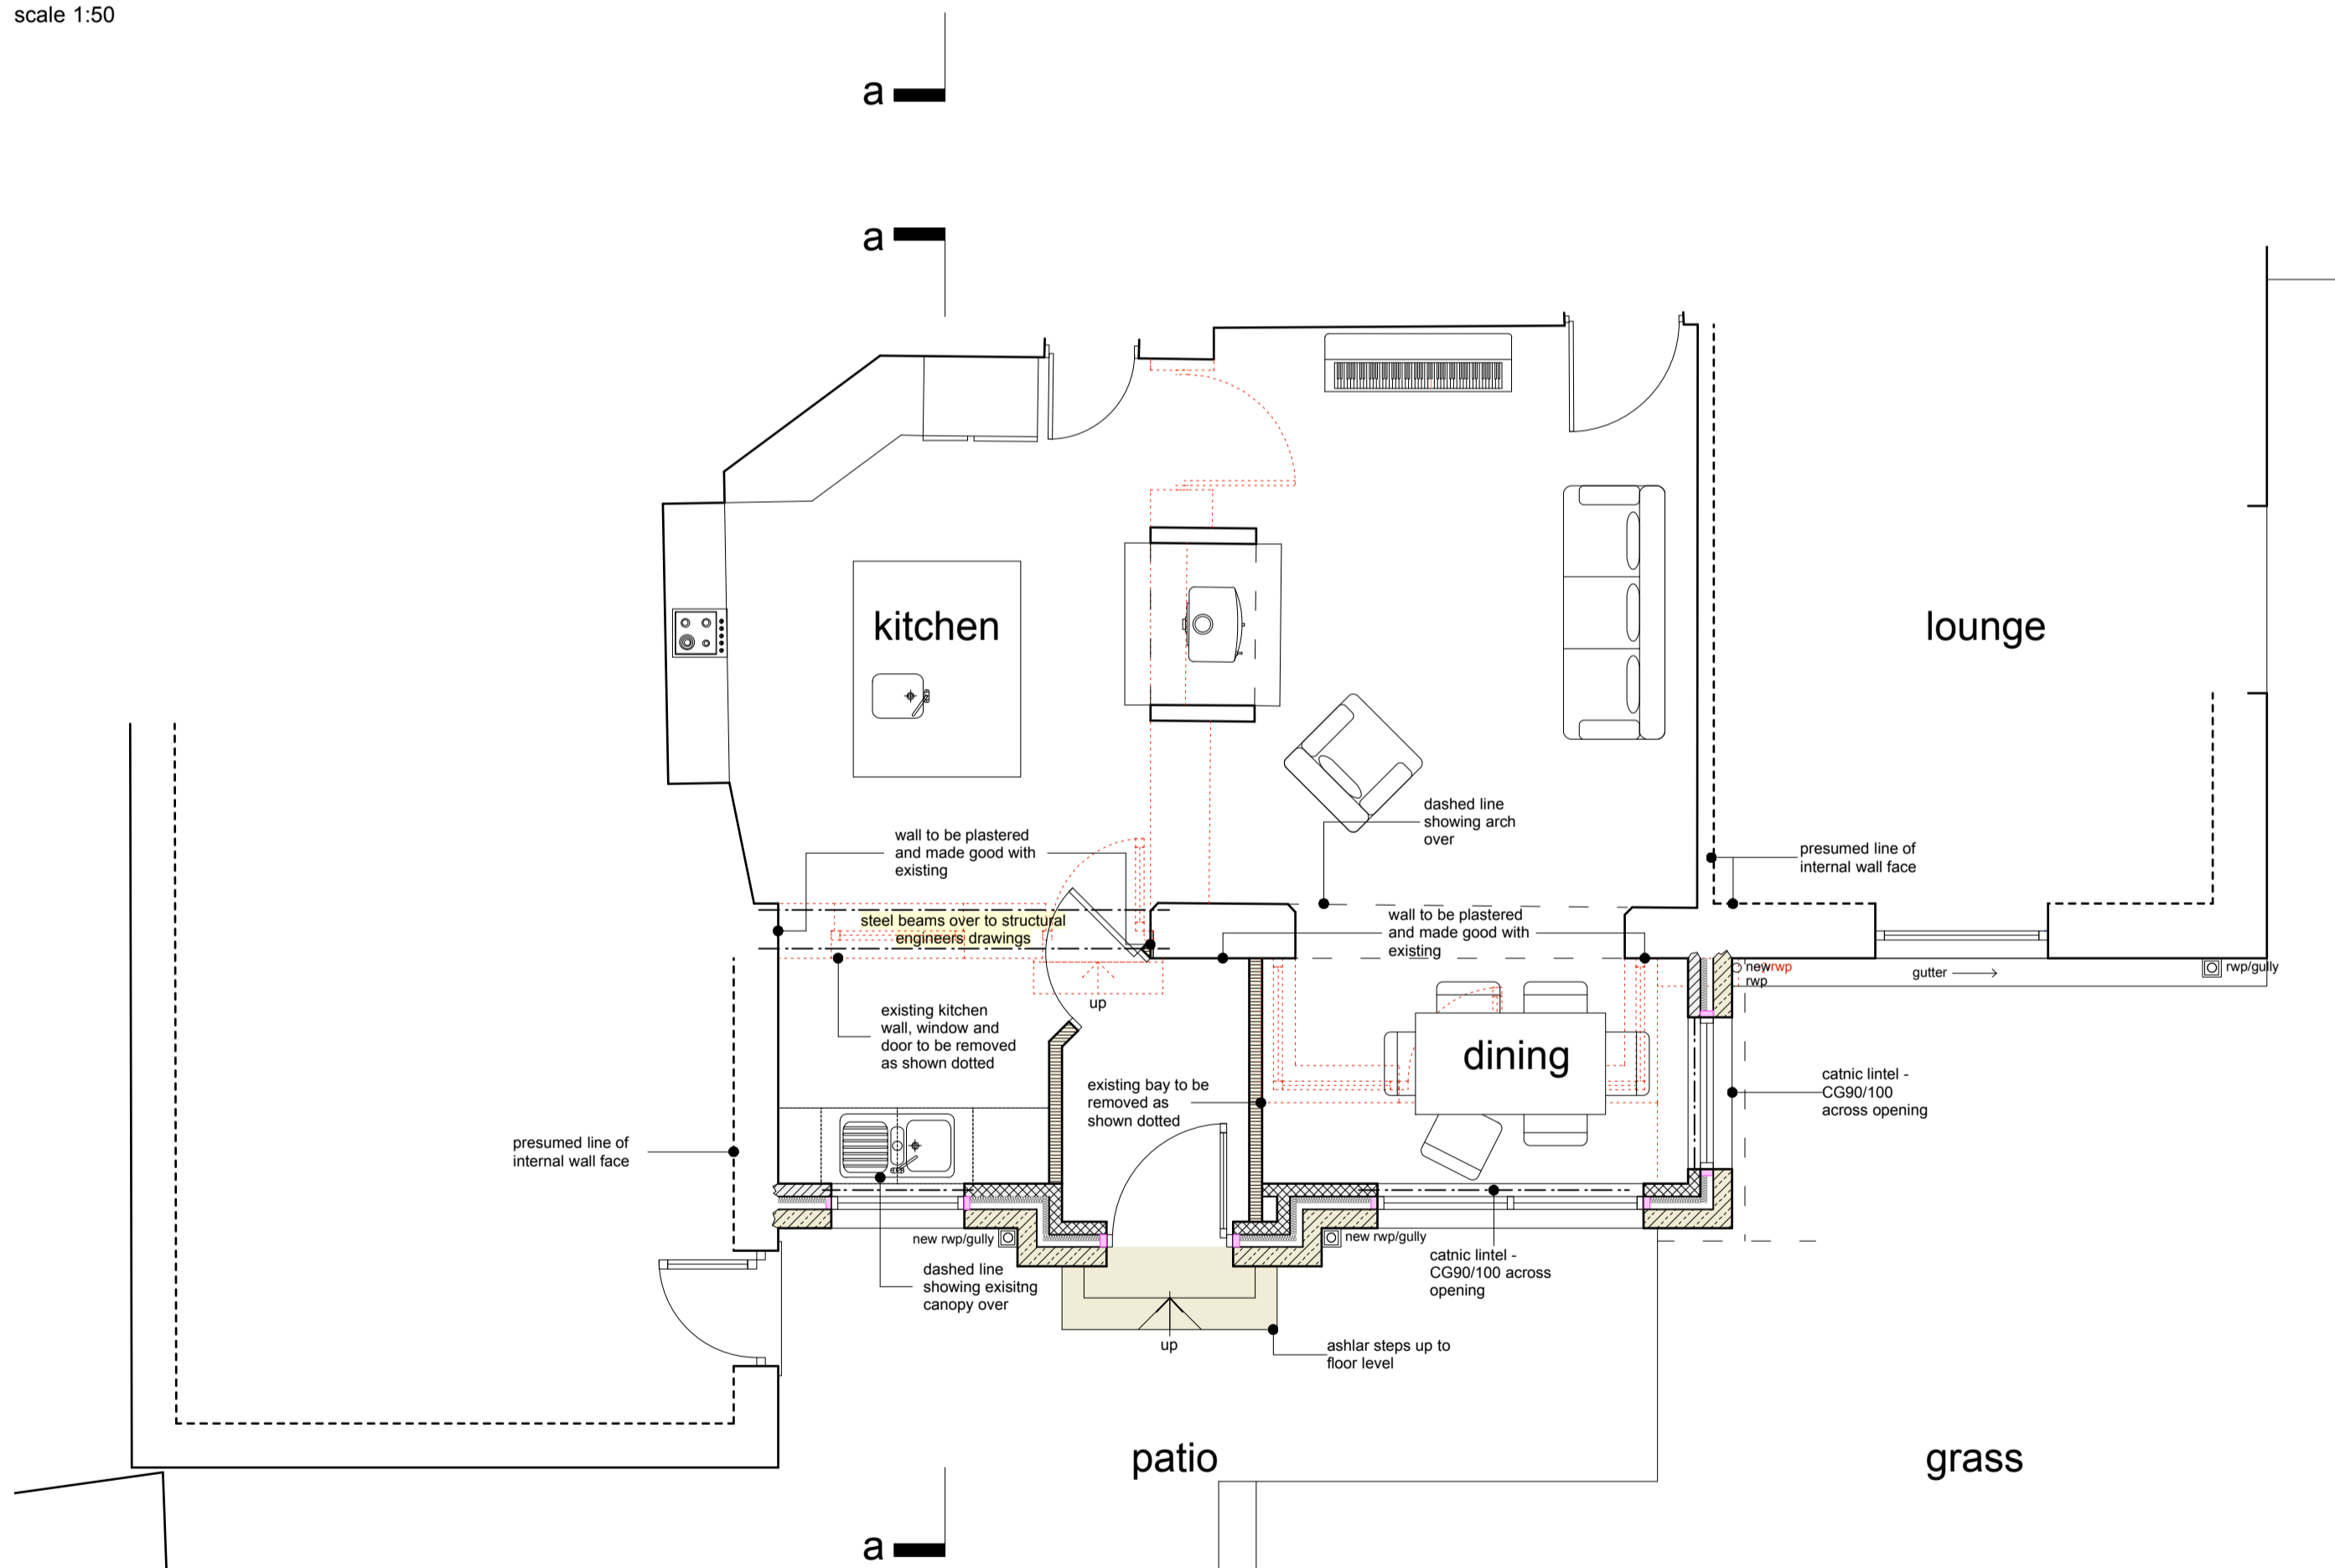 scale 1:50
a
a
kitchen
lounge
dashed line
showing arch
over
wall to be plastered
and made good with
existing
presumed line of
internal wall face
steel beams over to structural
engineers drawings
wall to be plastered
and made good with
existing
new
rwp
rwp
gutter
rwp/gully
up
existing kitchen
wall, window and
door to be removed
as shown dotted
dining
existing bay to be
removed as
shown dotted
catnic lintel -
CG90/100
across opening
presumed line of
internal wall face
new rwp/gully
new rwp/gully
dashed line
showing exisitng
canopy over
catnic lintel -
CG90/100 across
opening
up
ashlar steps up to
floor level
patio
grass
a